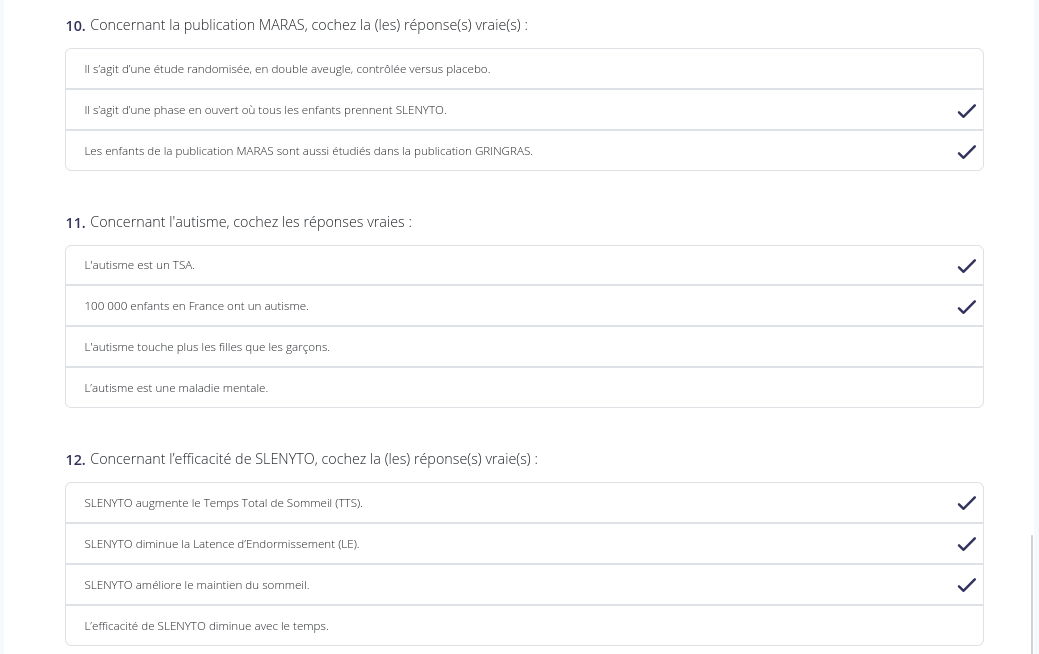 10. Concernant la publication MARAS, cochez la (les) réponse(s) vraie(s) :
Il s’agit d’une étude randomisée, en double aveugle, contrôlée versus placebo.
Il s’agit d’une phase en ouvert où tous les enfants prennent SLENYTO.
Les enfants de la publication MARAS sont aussi étudiés dans la publication GRINGRAS.
11. Concernant l'autisme, cochez les réponses vraies :
L'autisme est un TSA.
100 000 enfants en France ont un autisme.
L'autisme touche plus les filles que les garçons.
L’autisme est une maladie mentale.
12. Concernant l’efficacité de SLENYTO, cochez la (les) réponse(s) vraie(s) :
SLENYTO augmente le Temps Total de Sommeil (TTS).
SLENYTO diminue la Latence d’Endormissement (LE).
SLENYTO améliore le maintien du sommeil.
L’efficacité de SLENYTO diminue avec le temps.